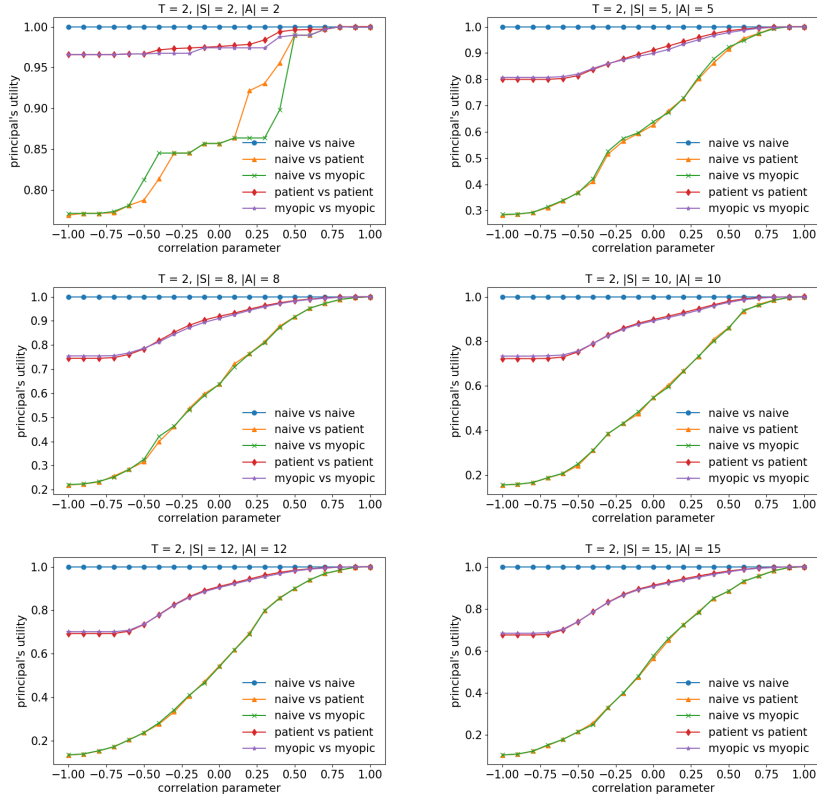 T = 2, |S| = 2, |A| = 2
1.00
0.95
0.90
0.85
0.80
principal's utility
naive vs naive
naive vs patient
naive vs myopic
patient vs patient
myopic vs myopic
−1.00 −0.75 −0.50 −0.25 0.00 0.25 0.50 0.75 1.00
correlation parameter
T = 2, |S| = 5, |A| = 5
1.0
0.9
0.8
0.7
0.6
0.5
0.4
0.3
principal's utility
naive vs naive
naive vs patient
naive vs myopic
patient vs patient
myopic vs myopic
−1.00 −0.75 −0.50 −0.25 0.00 0.25 0.50 0.75 1.00
correlation parameter
T = 2, |S| = 8, |A| = 8
1.0
0.9
0.8
0.7
0.6
0.5
0.4
0.3
0.2
principal's utility
naive vs naive
naive vs patient
naive vs myopic
patient vs patient
myopic vs myopic
−1.00 −0.75 −0.50 −0.25 0.00 0.25 0.50 0.75 1.00
correlation parameter
T = 2, |S| = 10, |A| = 10
1.0
0.8
0.6
0.4
0.2
principal's utility
naive vs naive
naive vs patient
naive vs myopic
patient vs patient
myopic vs myopic
−1.00 −0.75 −0.50 −0.25 0.00 0.25 0.50 0.75 1.00
correlation parameter
T = 2, |S| = 12, |A| = 12
1.0
0.8
0.6
0.4
0.2
principal's utility
naive vs naive
naive vs patient
naive vs myopic
patient vs patient
myopic vs myopic
−1.00 −0.75 −0.50 −0.25 0.00 0.25 0.50 0.75 1.00
correlation parameter
T = 2, |S| = 15, |A| = 15
1.0
0.8
0.6
0.4
0.2
principal's utility
naive vs naive
naive vs patient
naive vs myopic
patient vs patient
myopic vs myopic
−1.00 −0.75 −0.50 −0.25 0.00 0.25 0.50 0.75 1.00
correlation parameter